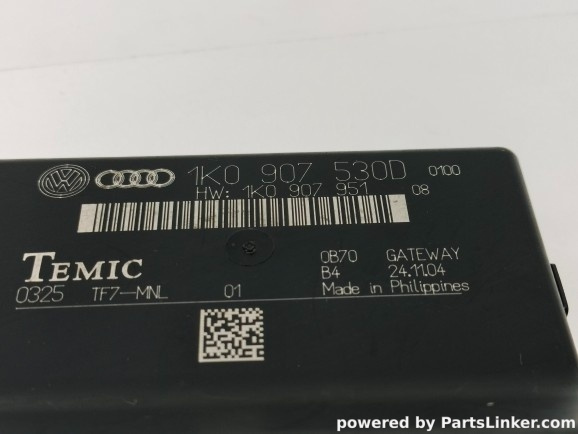 1K0 907 530D 0100
HW: 1K0 907 951 08
TEMIC
0B70 GATEWAY
B4 24.11.04
0325 TF7-MNL 01 Made in Philippines
powered by PartsLinker.com